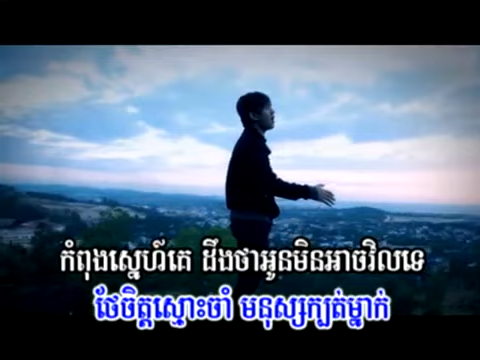 កំពុងស្នេហ៍គេ ដឹងថាអូនមិនអាចវិលទេ
ថែចិត្តស្មោះចាំ មនុស្សក្បត់ម្នាក់